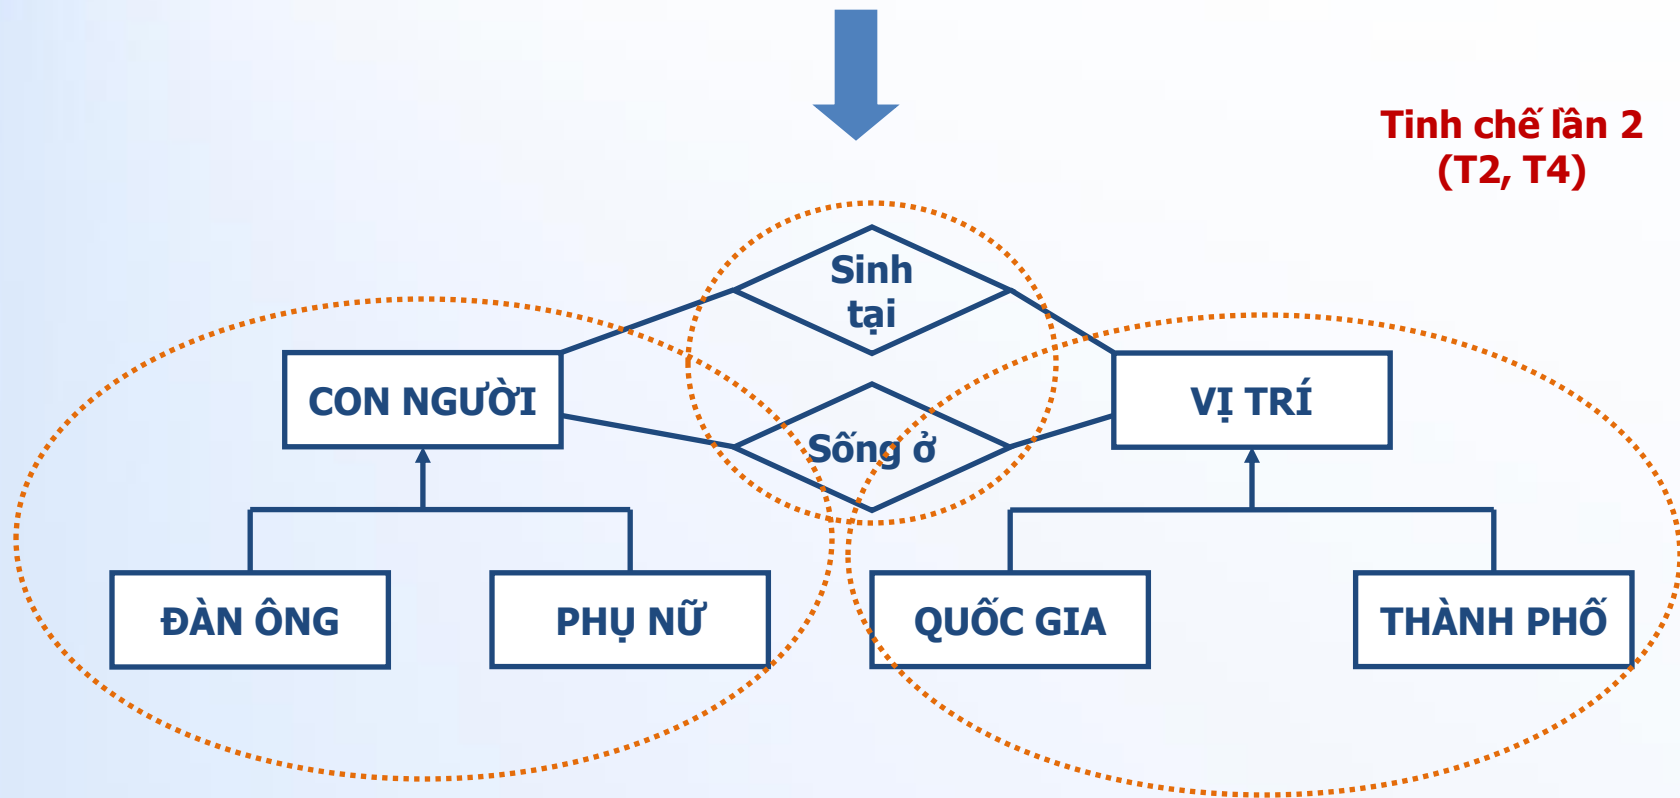 Tinh chế lần 2
(T2, T4)
Sinh
tại
CON NGƯỜI
VỊ TRÍ
Sống ở
ĐÀN ÔNG
PHỤ NỮ
QUỐC GIA
THÀNH PHỐ